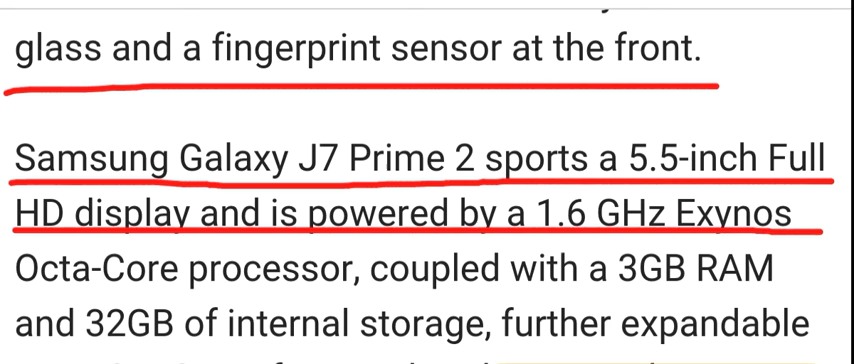 glass and a fingerprint sensor at the front.
Samsung Galaxy J7 Prime 2 sports a 5.5-inch Full
HD display and is powered by a 1.6 GHz Exynos
Octa-Core processor, coupled with a 3GB RAM
and 32GB of internal storage, further expandable